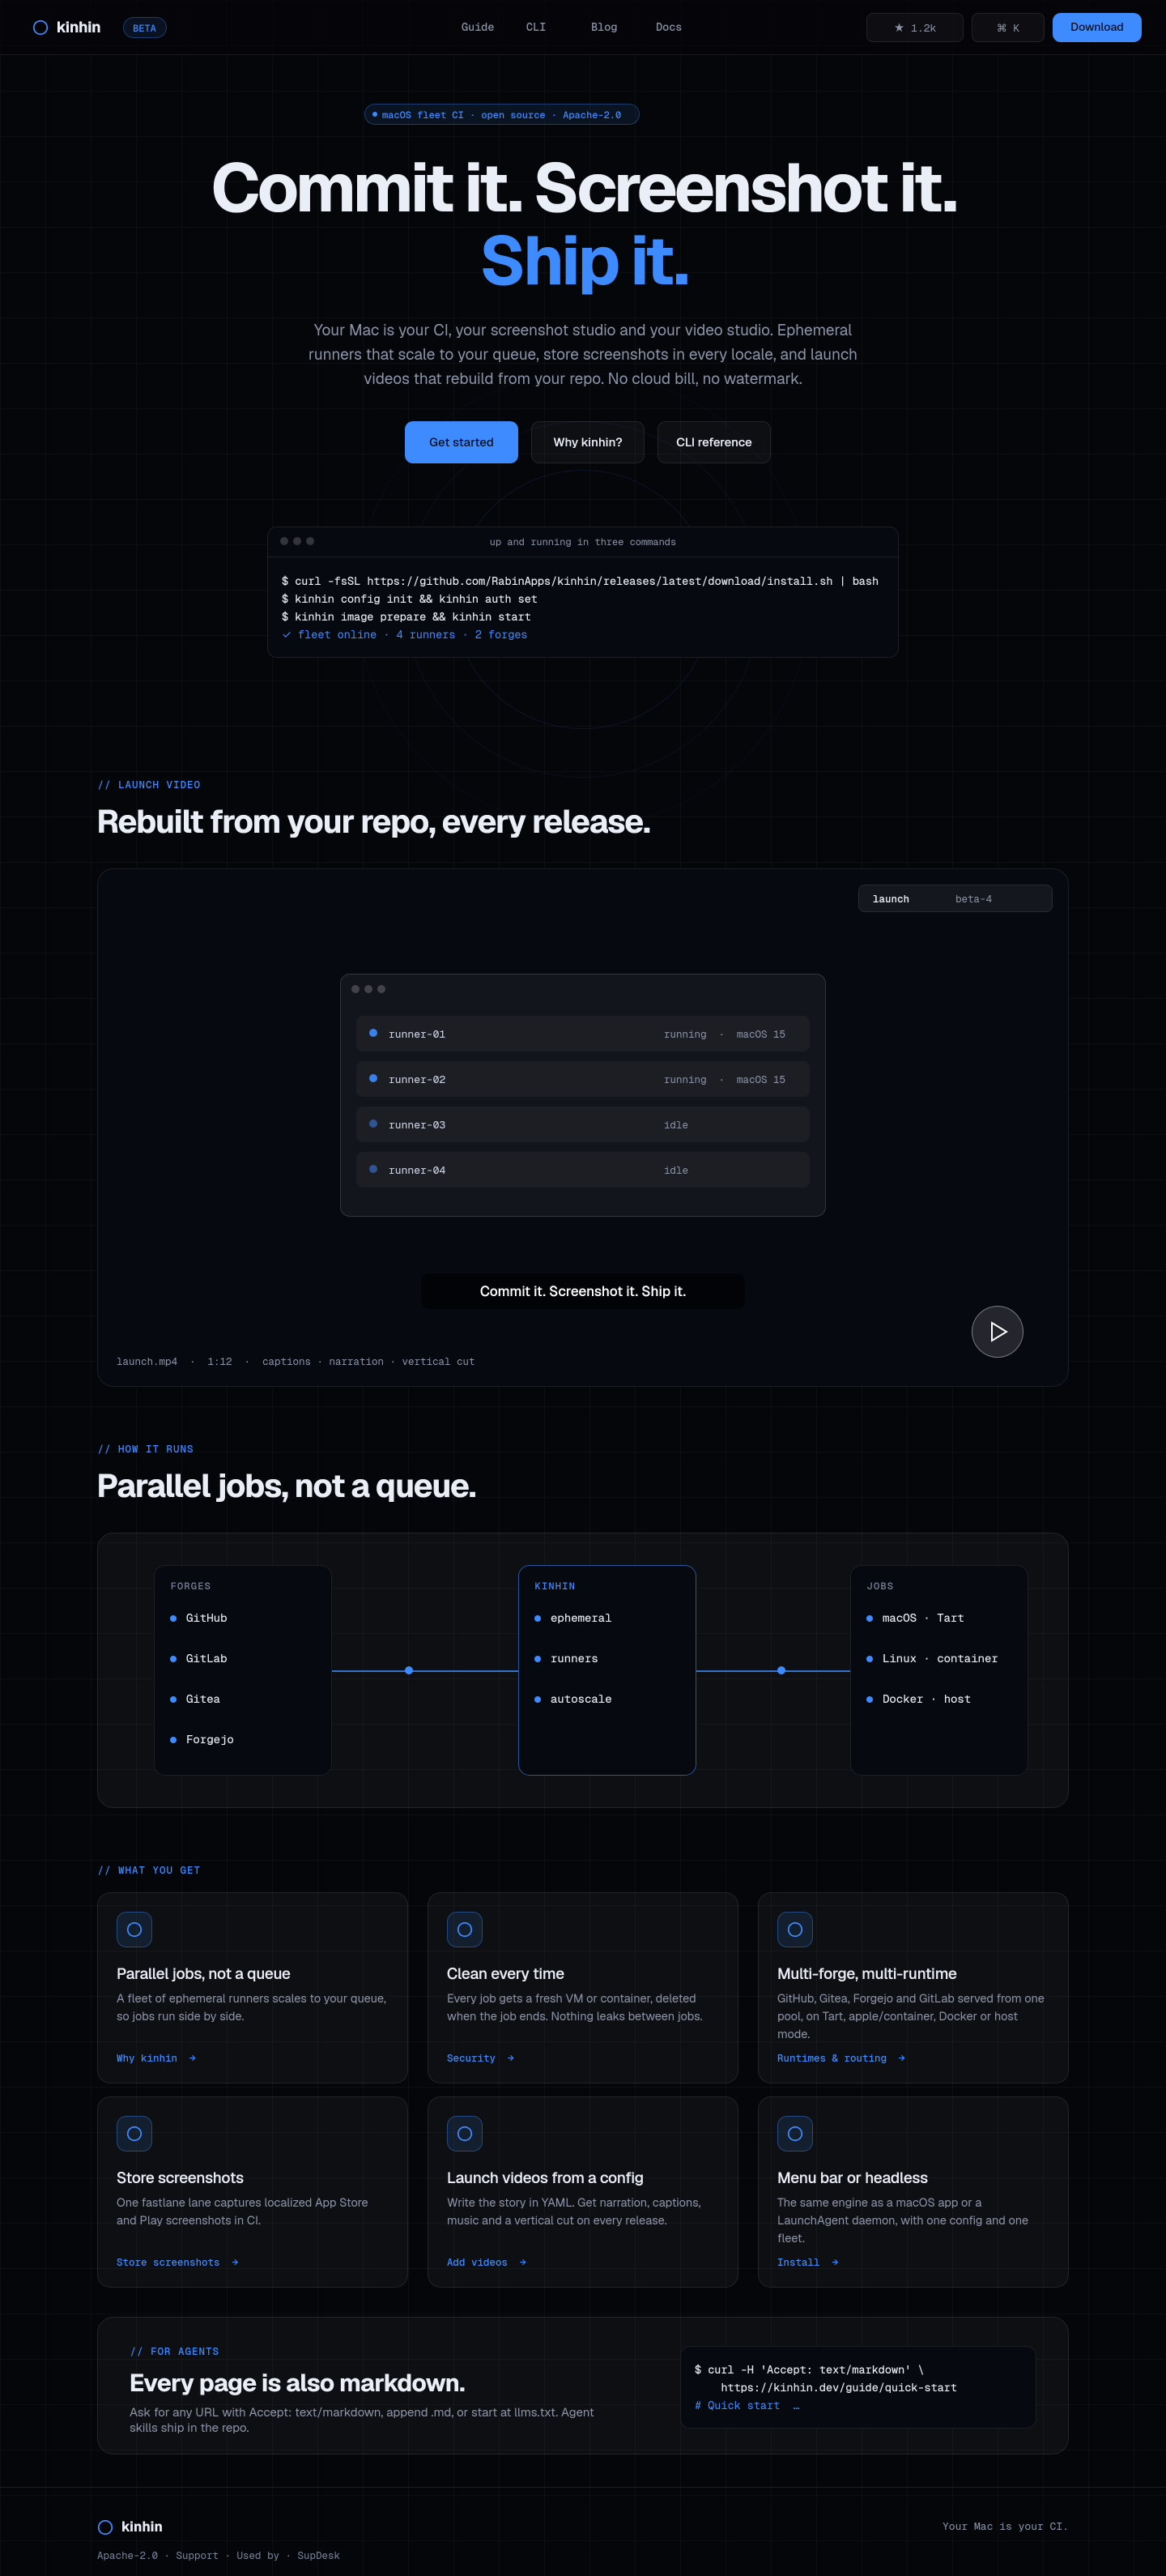 kinhin BETA Guide CLI Blog Docs ★ 1.2k ⌘ K Download
macOS fleet CI · open source · Apache-2.0
Commit it. Screenshot it.
Ship it.
Your Mac is your CI, your screenshot studio and your video studio. Ephemeral
runners that scale to your queue, store screenshots in every locale, and launch
videos that rebuild from your repo. No cloud bill, no watermark.
Get started Why kinhin? CLI reference
up and running in three commands
$ curl -fsSL https://github.com/RabinApps/kinhin/releases/latest/download/install.sh | bash
$ kinhin config init && kinhin auth set
$ kinhin image prepare && kinhin start
✓ fleet online · 4 runners · 2 forges
// LAUNCH VIDEO
Rebuilt from your repo, every release.
launch beta-4
runner-01 running · macOS 15
runner-02 running · macOS 15
runner-03 idle
runner-04 idle
Commit it. Screenshot it. Ship it.
launch.mp4 · 1:12 · captions · narration · vertical cut
// HOW IT RUNS
Parallel jobs, not a queue.
FORGES
GitHub
GitLab
Gitea
Forgejo
KINHIN
ephemeral
runners
autoscale
JOBS
macOS · Tart
Linux · container
Docker · host
// WHAT YOU GET
Parallel jobs, not a queue
A fleet of ephemeral runners scales to your queue,
so jobs run side by side.
Why kinhin →
Clean every time
Every job gets a fresh VM or container, deleted
when the job ends. Nothing leaks between jobs.
Security →
Multi-forge, multi-runtime
GitHub, Gitea, Forgejo and GitLab served from one
pool, on Tart, apple/container, Docker or host
mode.
Runtimes & routing →
Store screenshots
One fastlane lane captures localized App Store
and Play screenshots in CI.
Store screenshots →
Launch videos from a config
Write the story in YAML. Get narration, captions,
music and a vertical cut on every release.
Add videos →
Menu bar or headless
The same engine as a macOS app or a
LaunchAgent daemon, with one config and one
fleet.
Install →
// FOR AGENTS
Every page is also markdown.
Ask for any URL with Accept: text/markdown, append .md, or start at llms.txt. Agent
skills ship in the repo.
$ curl -H 'Accept: text/markdown' \
https://kinhin.dev/guide/quick-start
# Quick start …
kinhin
Your Mac is your CI.
Apache-2.0 · Support · Used by · SupDesk